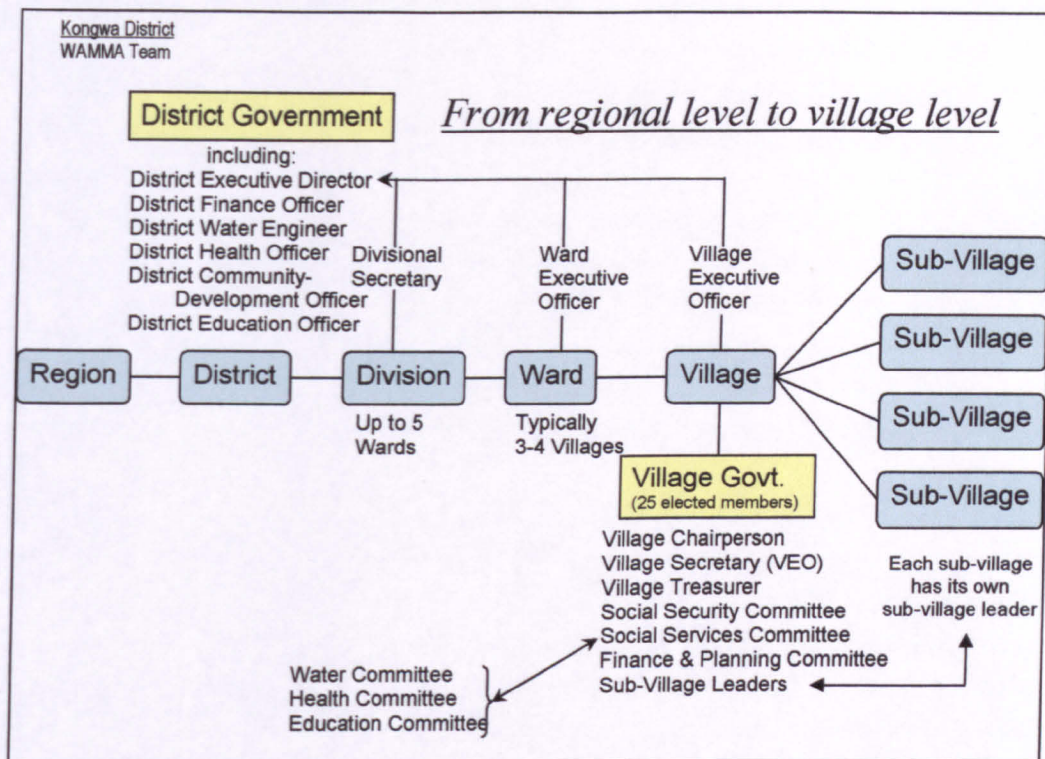 Kongwa District
WAMMA Team
From regional level to village level
District Government
including:
District Executive Director
District Finance Officer
District Water Engineer
District Health Officer
District Community-
Development Officer
District Education Officer
Divisional
Secretary
Ward
Executive
Officer
Village
Executive
Officer
Region
District
Division
Ward
Village
Sub-Village
Sub-Village
Sub-Village
Sub-Village
Up to 5
Wards
Typically
3-4 Villages
Village Govt.
(25 elected members)
Village Chairperson
Village Secretary (VEO)
Village Treasurer
Social Security Committee
Social Services Committee
Finance & Planning Committee
Sub-Village Leaders
Each sub-village
has its own
sub-village leader
Water Committee
Health Committee
Education Committee